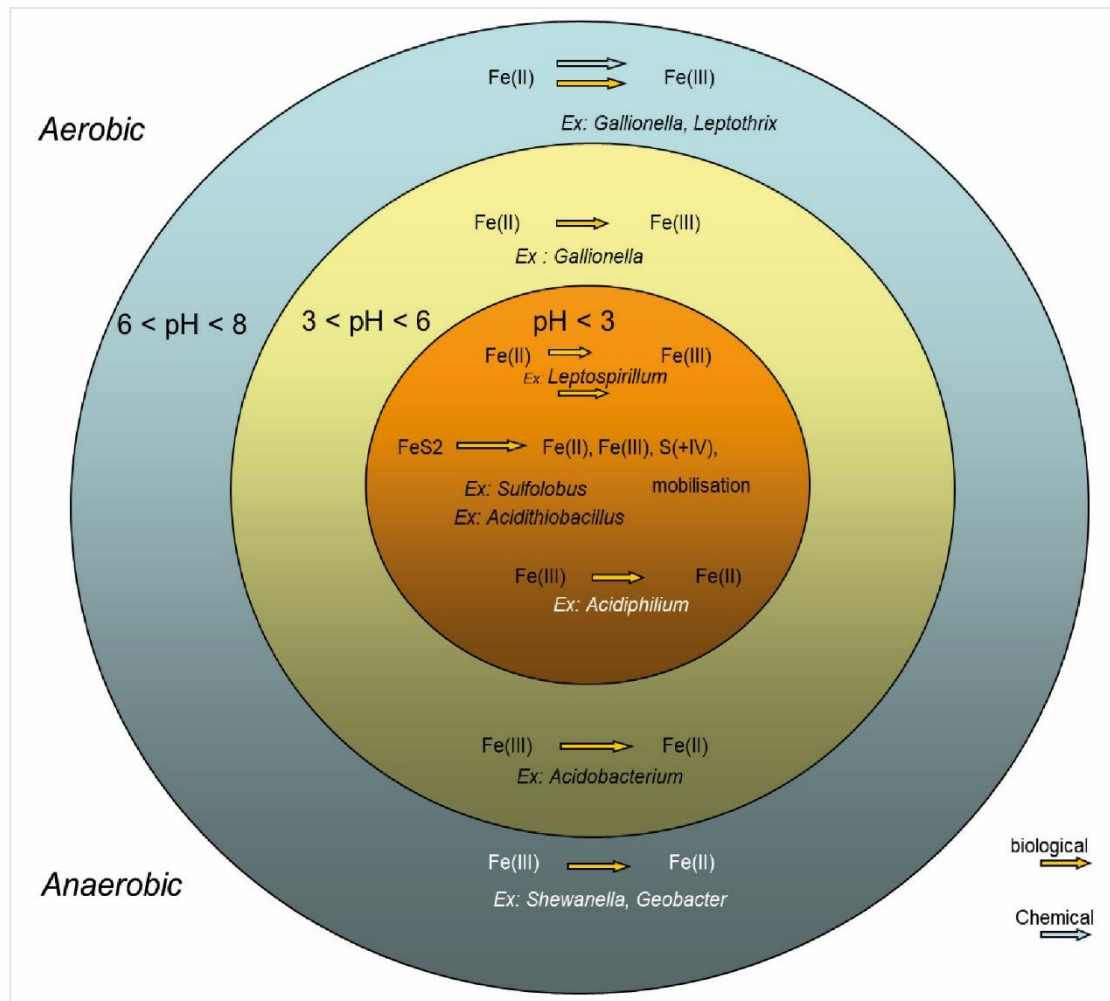 Fe(II) Fe(III)
Ex: Gallionella, Leptothrix
Aerobic
Fe(II) Fe(III)
Ex : Gallionella
6 < pH < 8 3 < pH < 6 pH < 3
Fe(II) Fe(III)
Ex: Leptospirillum
FeS2 Fe(II), Fe(III), S(+IV),
Ex: Sulfolobus mobilisation
Ex: Acidithiobacillus
Fe(III) Fe(II)
Ex: Acidiphilium
Fe(III) Fe(II)
Ex: Acidobacterium
Fe(III) Fe(II)
Ex: Shewanella, Geobacter
Anaerobic
biological
Chemical